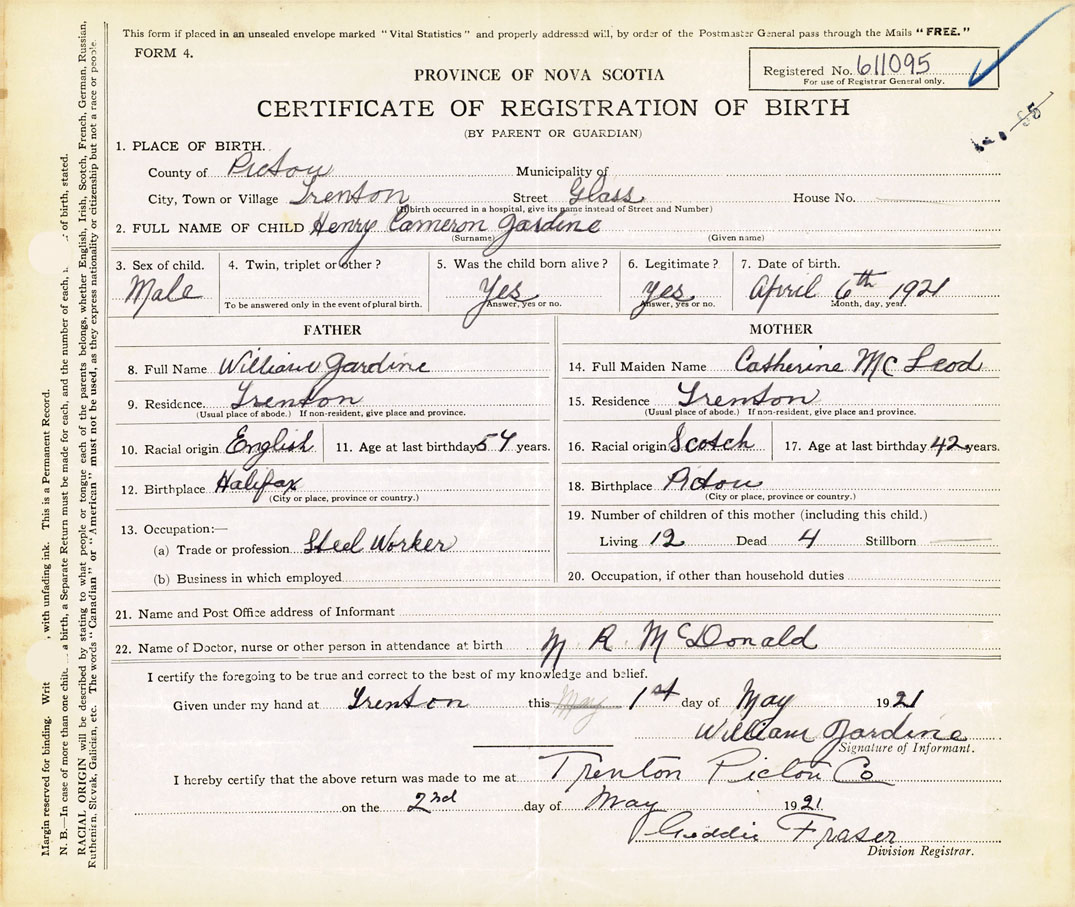 This form if placed in an unsealed envelope marked "Vital Statistics" and properly addressed will, by order of the Postmaster General pass through the Mails "FREE."
FORM 4.
Registered No. 611095
For use of Registrar General only.
PROVINCE OF NOVA SCOTIA
CERTIFICATE OF REGISTRATION OF BIRTH
(BY PARENT OR GUARDIAN)
1. PLACE OF BIRTH.
County of Pictou Municipality of
City, Town or Village Trenton Street Glass House No.
(If birth occurred in a hospital, give its name instead of Street and Number)
2. FULL NAME OF CHILD Henry Cameron Jardine
(Surname) (Given name)
3. Sex of child. Male
4. Twin, triplet or other?
To be answered only in the event of plural birth.
5. Was the child born alive? Yes
Answer, yes or no.
6. Legitimate? Yes
Answer, yes or no.
7. Date of birth. April 6th 1921
Month, day, year.
FATHER
8. Full Name William Jardine
9. Residence. Trenton
(Usual place of abode.) If non-resident, give place and province.
10. Racial origin English 11. Age at last birthday 54 years.
12. Birthplace Halifax
(City or place, province or country.)
13. Occupation:—
(a) Trade or profession Steel Worker
(b) Business in which employed
MOTHER
14. Full Maiden Name Catherine McLeod
15. Residence Trenton
(Usual place of abode.) If non-resident, give place and province.
16. Racial origin Scotch 17. Age at last birthday 42 years.
18. Birthplace Pictou
(City or place, province or country.)
19. Number of children of this mother (including this child.)
Living 12 Dead 4 Stillborn
20. Occupation, if other than household duties
21. Name and Post Office address of Informant
22. Name of Doctor, nurse or other person in attendance at birth M R McDonald
I certify the foregoing to be true and correct to the best of my knowledge and belief.
Given under my hand at Trenton this May 1st day of May 1921
William Jardine
Signature of Informant.
I hereby certify that the above return was made to me at Trenton Pictou Co
on the 2nd day of May 1921
Geddie Fraser
Division Registrar.
Margin reserved for binding. Writ , with unfading ink. This is a Permanent Record.
N. B.—In case of more than one chil a birth, a Separate Return must be made for each, and the number of each, of birth, stated.
RACIAL ORIGIN will be described by stating to what people or tongue each of the parents belongs, whether English, Irish, Scotch, French, German, Russian,
Ruthenian, Slovak, Galician, etc. The words "Canadian" or "American" must not be used, as they express nationality or citizenship but not a race or people.